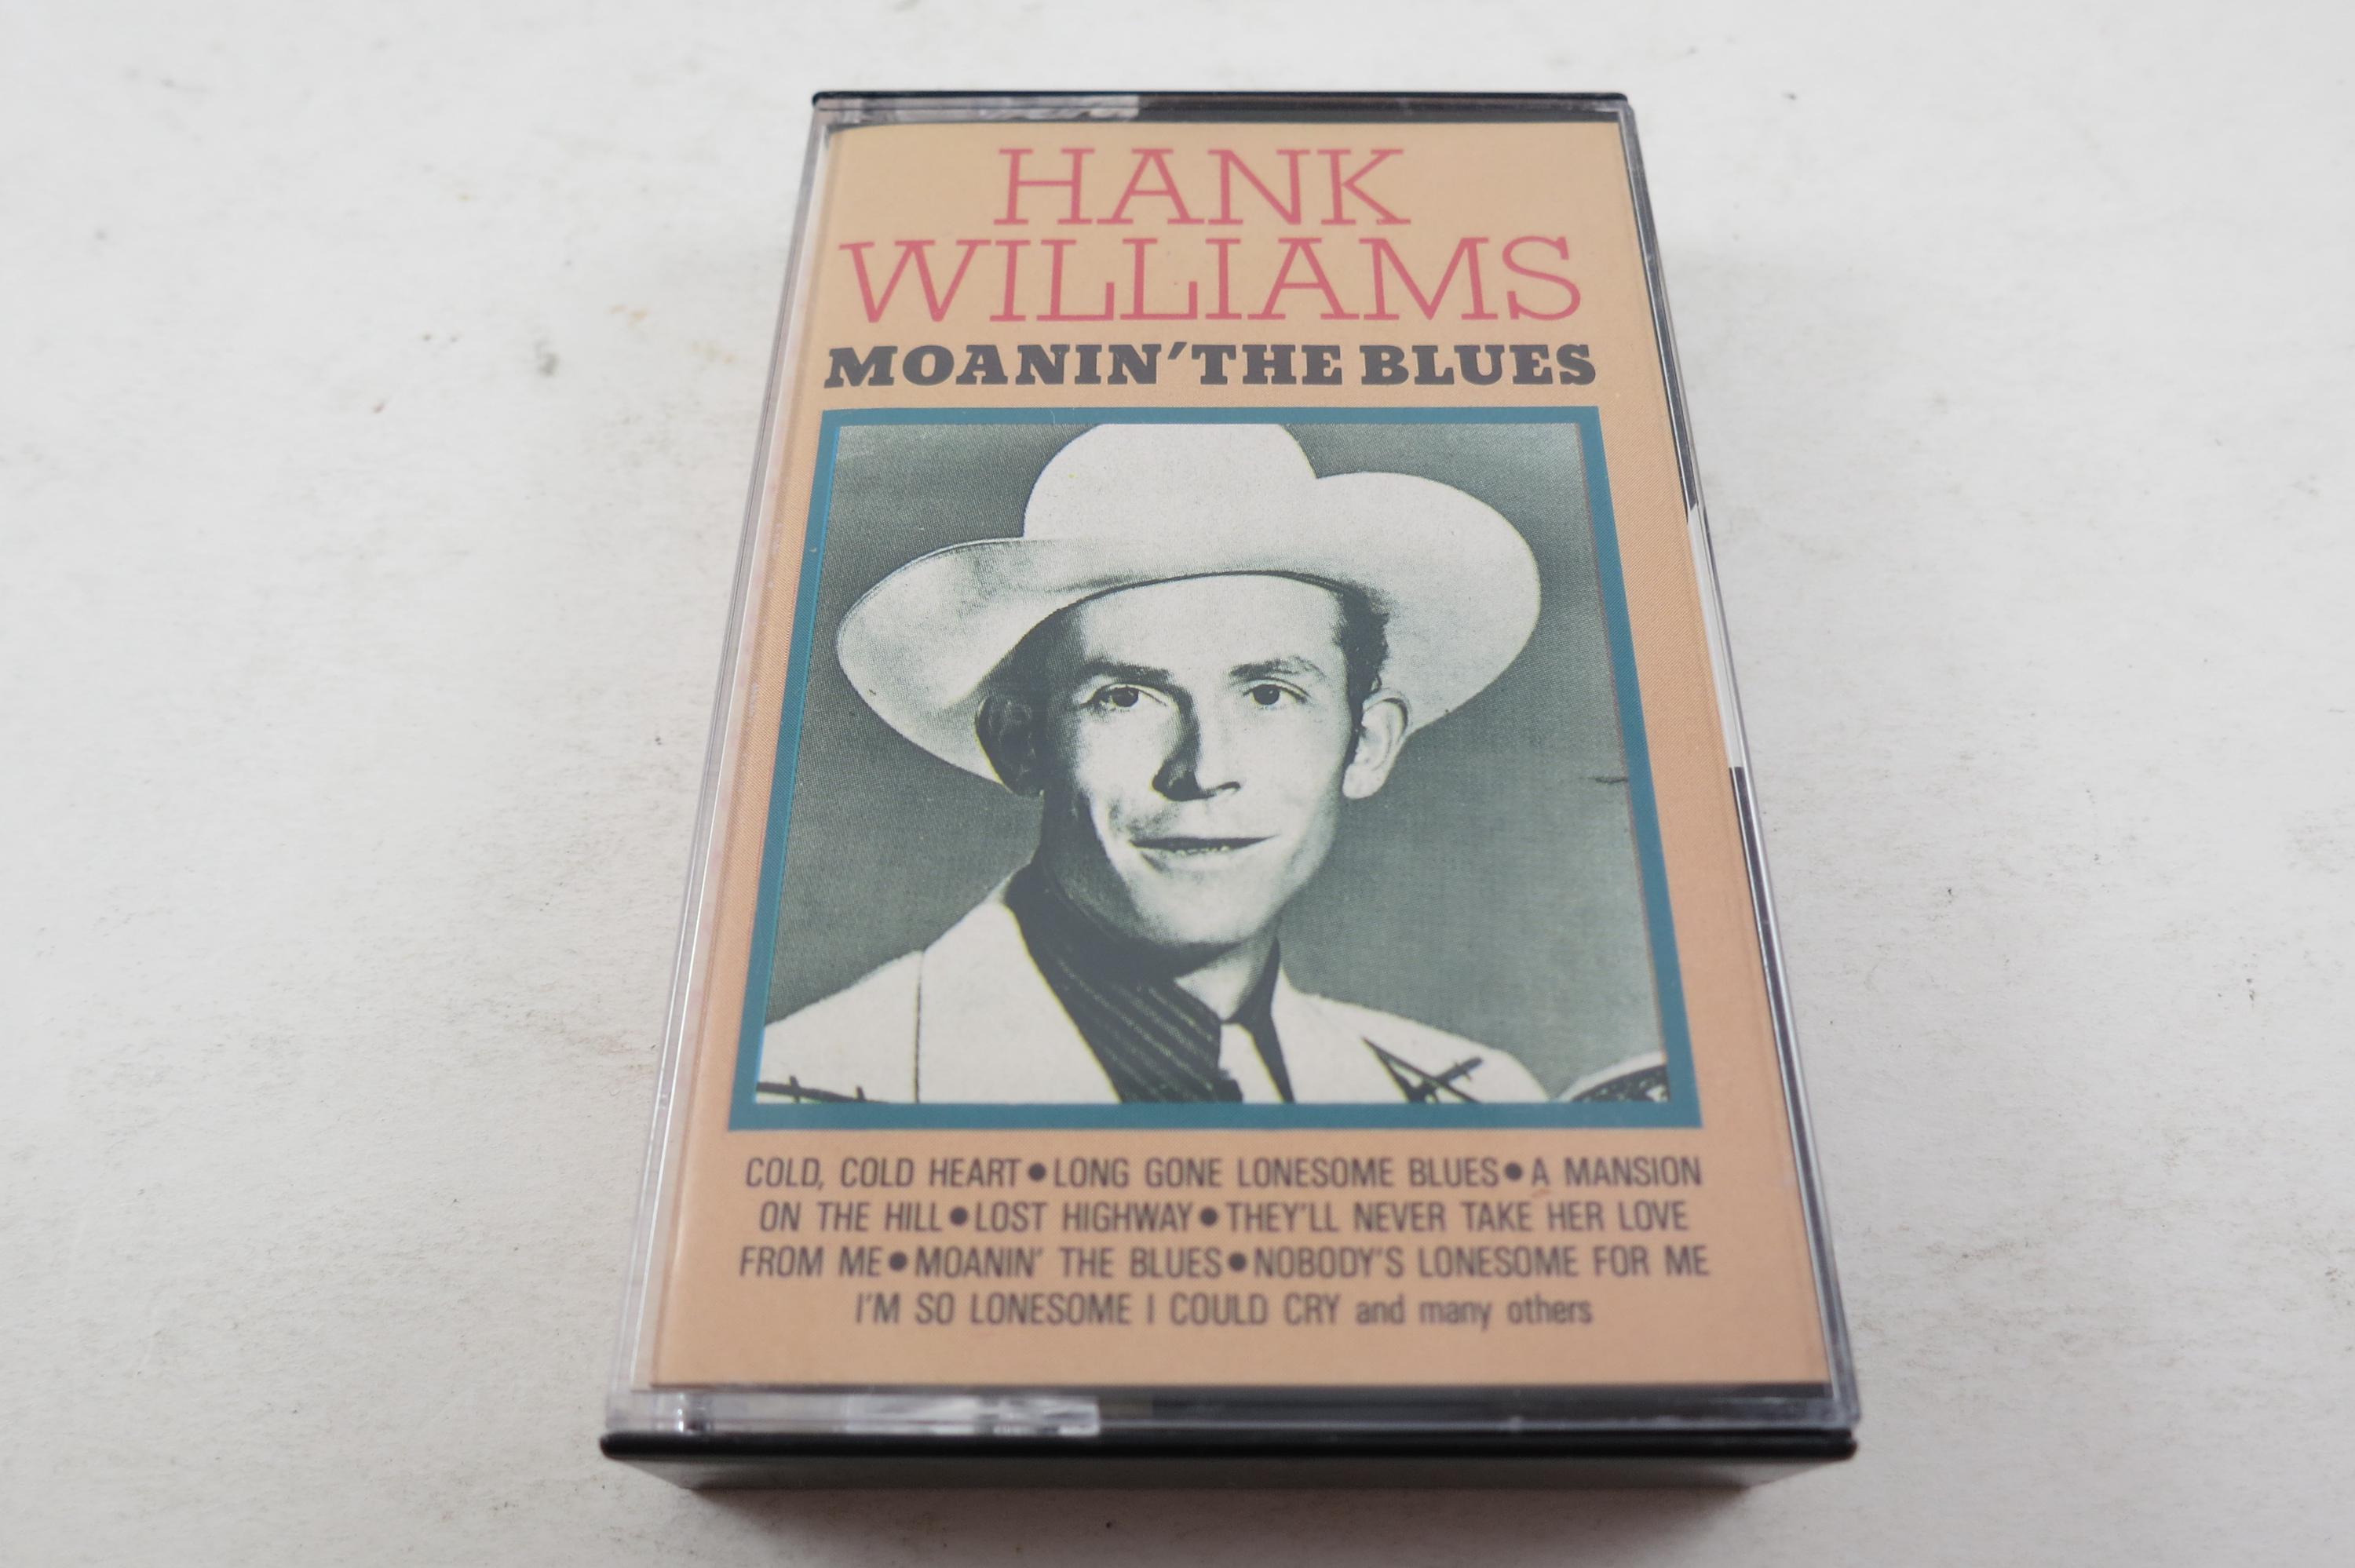 HANK
WILLIAMS
MOANIN' THE BLUES
COLD, COLD HEART•LONG GONE LONESOME BLUES•A MANSION
ON THE HILL•LOST HIGHWAY•THEY'LL NEVER TAKE HER LOVE
FROM ME•MOANIN' THE BLUES•NOBODY'S LONESOME FOR ME
I'M SO LONESOME I COULD CRY and many others